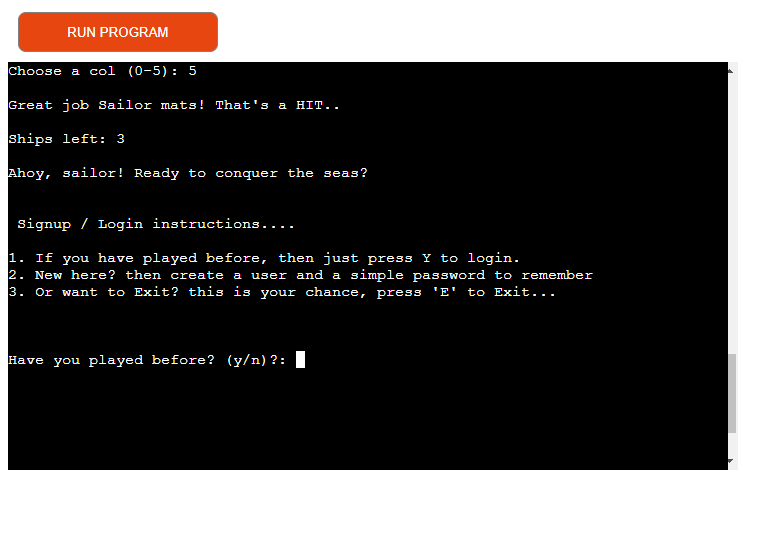 RUN PROGRAM
Choose a col (0-5): 5
Great job Sailor mats! That's a HIT..
Ships left: 3
Ahoy, sailor! Ready to conquer the seas?
Signup / Login instructions....
1. If you have played before, then just press Y to login.
2. New here? then create a user and a simple password to remember
3. Or want to Exit? this is your chance, press 'E' to Exit...
Have you played before? (y/n)?: